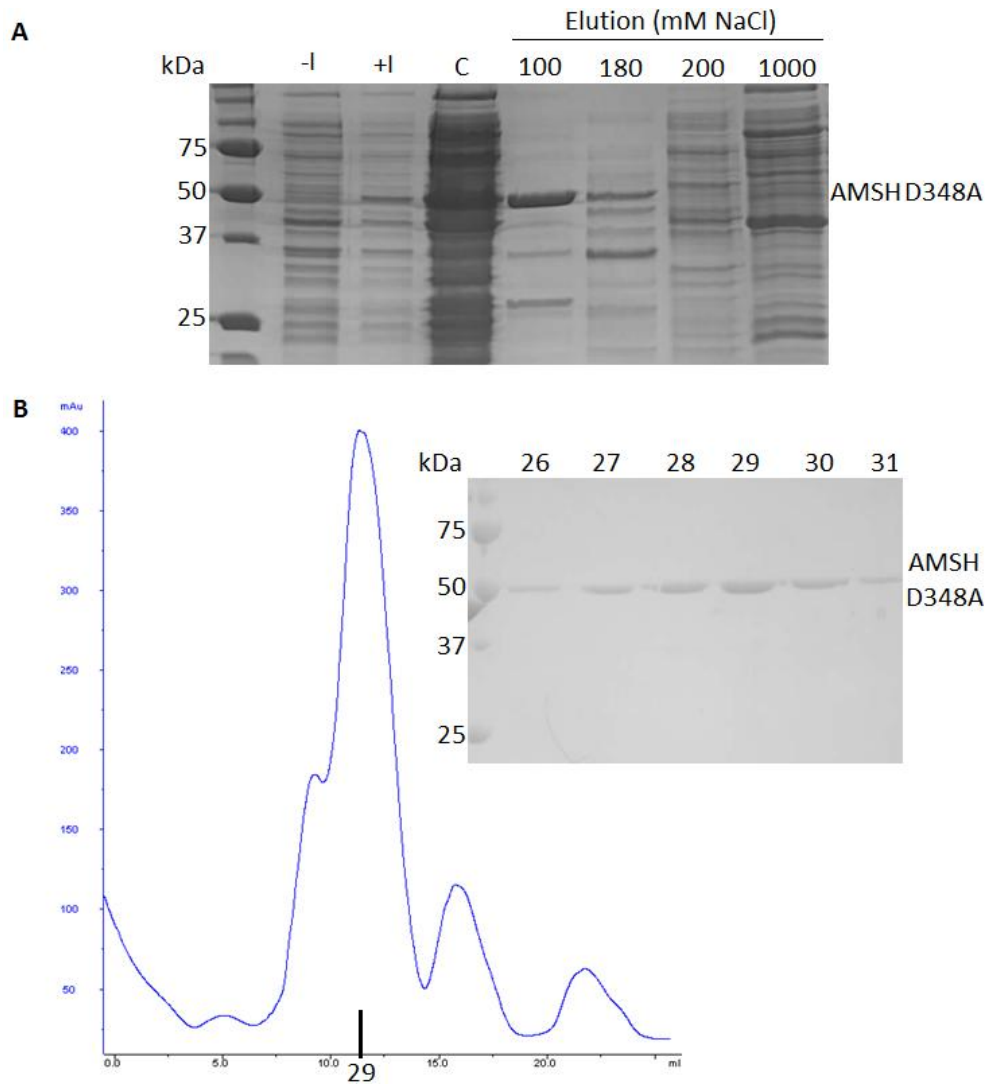 A
Elution (mM NaCl)
kDa -I +I C 100 180 200 1000
75
50
AMSH D348A
37
25
B
mAu
400
350
300
250
200
150
100
50
0.0 5.0 10.0 15.0 20.0 ml
29
kDa 26 27 28 29 30 31
75
50
37
25
AMSH
D348A